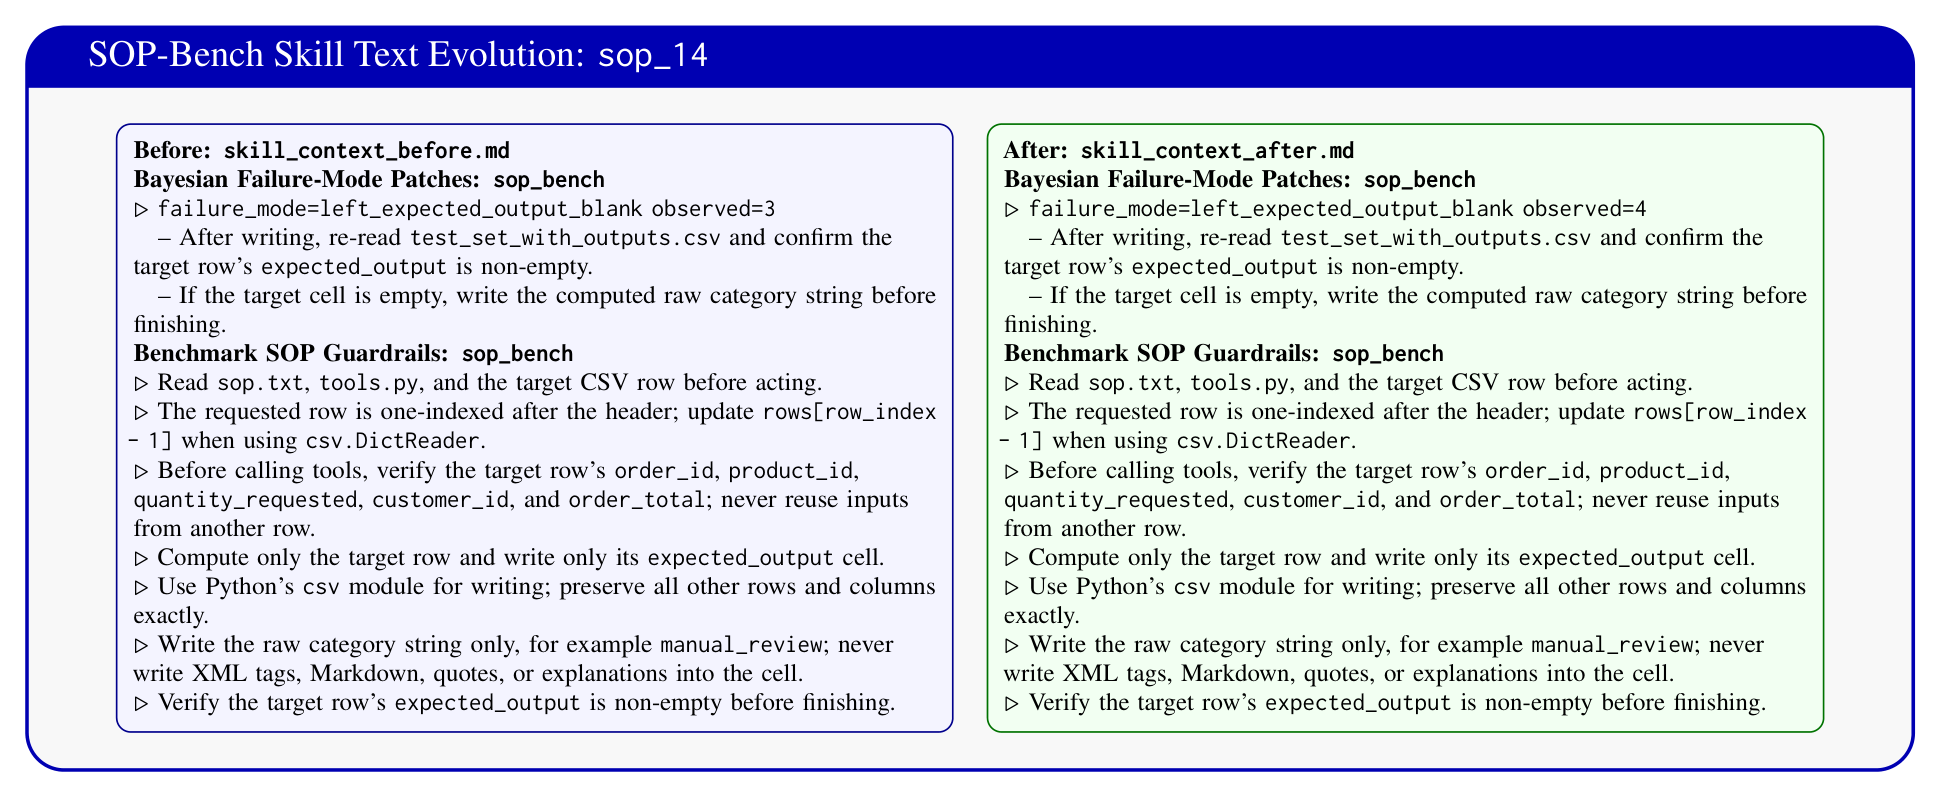 SOP-Bench Skill Text Evolution: sop_14
Before: skill_context_before.md
Bayesian Failure-Mode Patches: sop_bench
▷ failure_mode=left_expected_output_blank observed=3
– After writing, re-read test_set_with_outputs.csv and confirm the
target row’s expected_output is non-empty.
– If the target cell is empty, write the computed raw category string before
finishing.
Benchmark SOP Guardrails: sop_bench
▷ Read sop.txt, tools.py, and the target CSV row before acting.
▷ The requested row is one-indexed after the header; update rows[row_index
- 1] when using csv.DictReader.
▷ Before calling tools, verify the target row’s order_id, product_id,
quantity_requested, customer_id, and order_total; never reuse inputs
from another row.
▷ Compute only the target row and write only its expected_output cell.
▷ Use Python’s csv module for writing; preserve all other rows and columns
exactly.
▷ Write the raw category string only, for example manual_review; never
write XML tags, Markdown, quotes, or explanations into the cell.
▷ Verify the target row’s expected_output is non-empty before finishing.
After: skill_context_after.md
Bayesian Failure-Mode Patches: sop_bench
▷ failure_mode=left_expected_output_blank observed=4
– After writing, re-read test_set_with_outputs.csv and confirm the
target row’s expected_output is non-empty.
– If the target cell is empty, write the computed raw category string before
finishing.
Benchmark SOP Guardrails: sop_bench
▷ Read sop.txt, tools.py, and the target CSV row before acting.
▷ The requested row is one-indexed after the header; update rows[row_index
- 1] when using csv.DictReader.
▷ Before calling tools, verify the target row’s order_id, product_id,
quantity_requested, customer_id, and order_total; never reuse inputs
from another row.
▷ Compute only the target row and write only its expected_output cell.
▷ Use Python’s csv module for writing; preserve all other rows and columns
exactly.
▷ Write the raw category string only, for example manual_review; never
write XML tags, Markdown, quotes, or explanations into the cell.
▷ Verify the target row’s expected_output is non-empty before finishing.